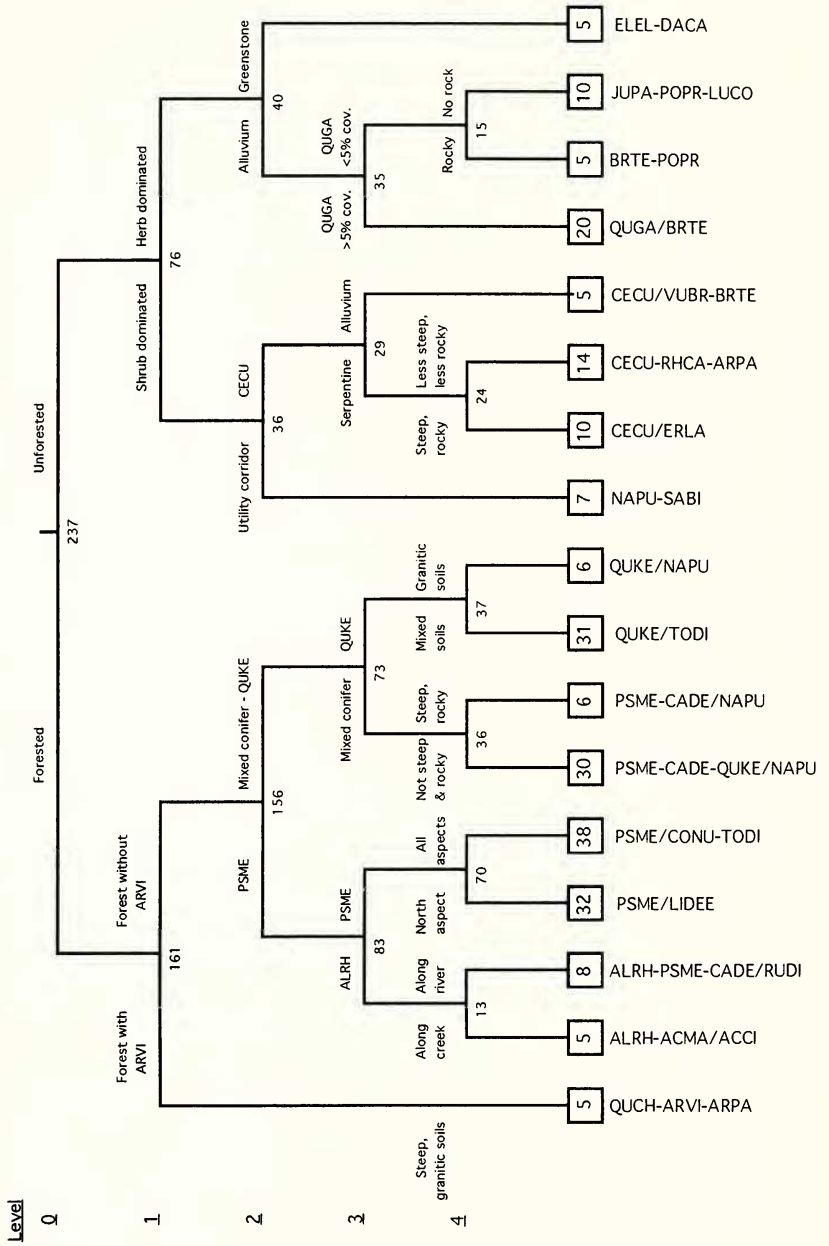 Level
0
1
2
3
4
237
Forested
Unforested
161
Forest with
ARVI
Forest without
ARVI
76
Shrub dominated
Herb dominated
156
PSME
Mixed conifer - QUKE
36
Utility corridor
CECU
40
Alluvium
Greenstone
83
ALRH
PSME
73
Mixed conifer
QUKE
29
Serpentine
Alluvium
35
QUGA
>5% cov.
QUGA
<5% cov.
Steep,
granitic soils
13
Along
creek
Along
river
70
North
aspect
All
aspects
36
Not steep
& rocky
Steep,
rocky
37
Mixed
soils
Granitic
soils
24
Steep,
rocky
Less steep,
less rocky
15
Rocky
No rock
5 QUCH-ARVI-ARPA
5 ALRH-ACMA/ACCI
8 ALRH-PSME-CADE/RUDI
32 PSME/LIDEE
38 PSME/CONU-TODI
30 PSME-CADE-QUKE/NAPU
6 PSME-CADE/NAPU
31 QUKE/TODI
6 QUKE/NAPU
7 NAPU-SABI
10 CECU/ERLA
14 CECU-RHCA-ARPA
5 CECU/VUBR-BRTE
20 QUGA/BRTE
5 BRTE-POPR
10 JUPA-POPR-LUCO
5 ELEL-DACA